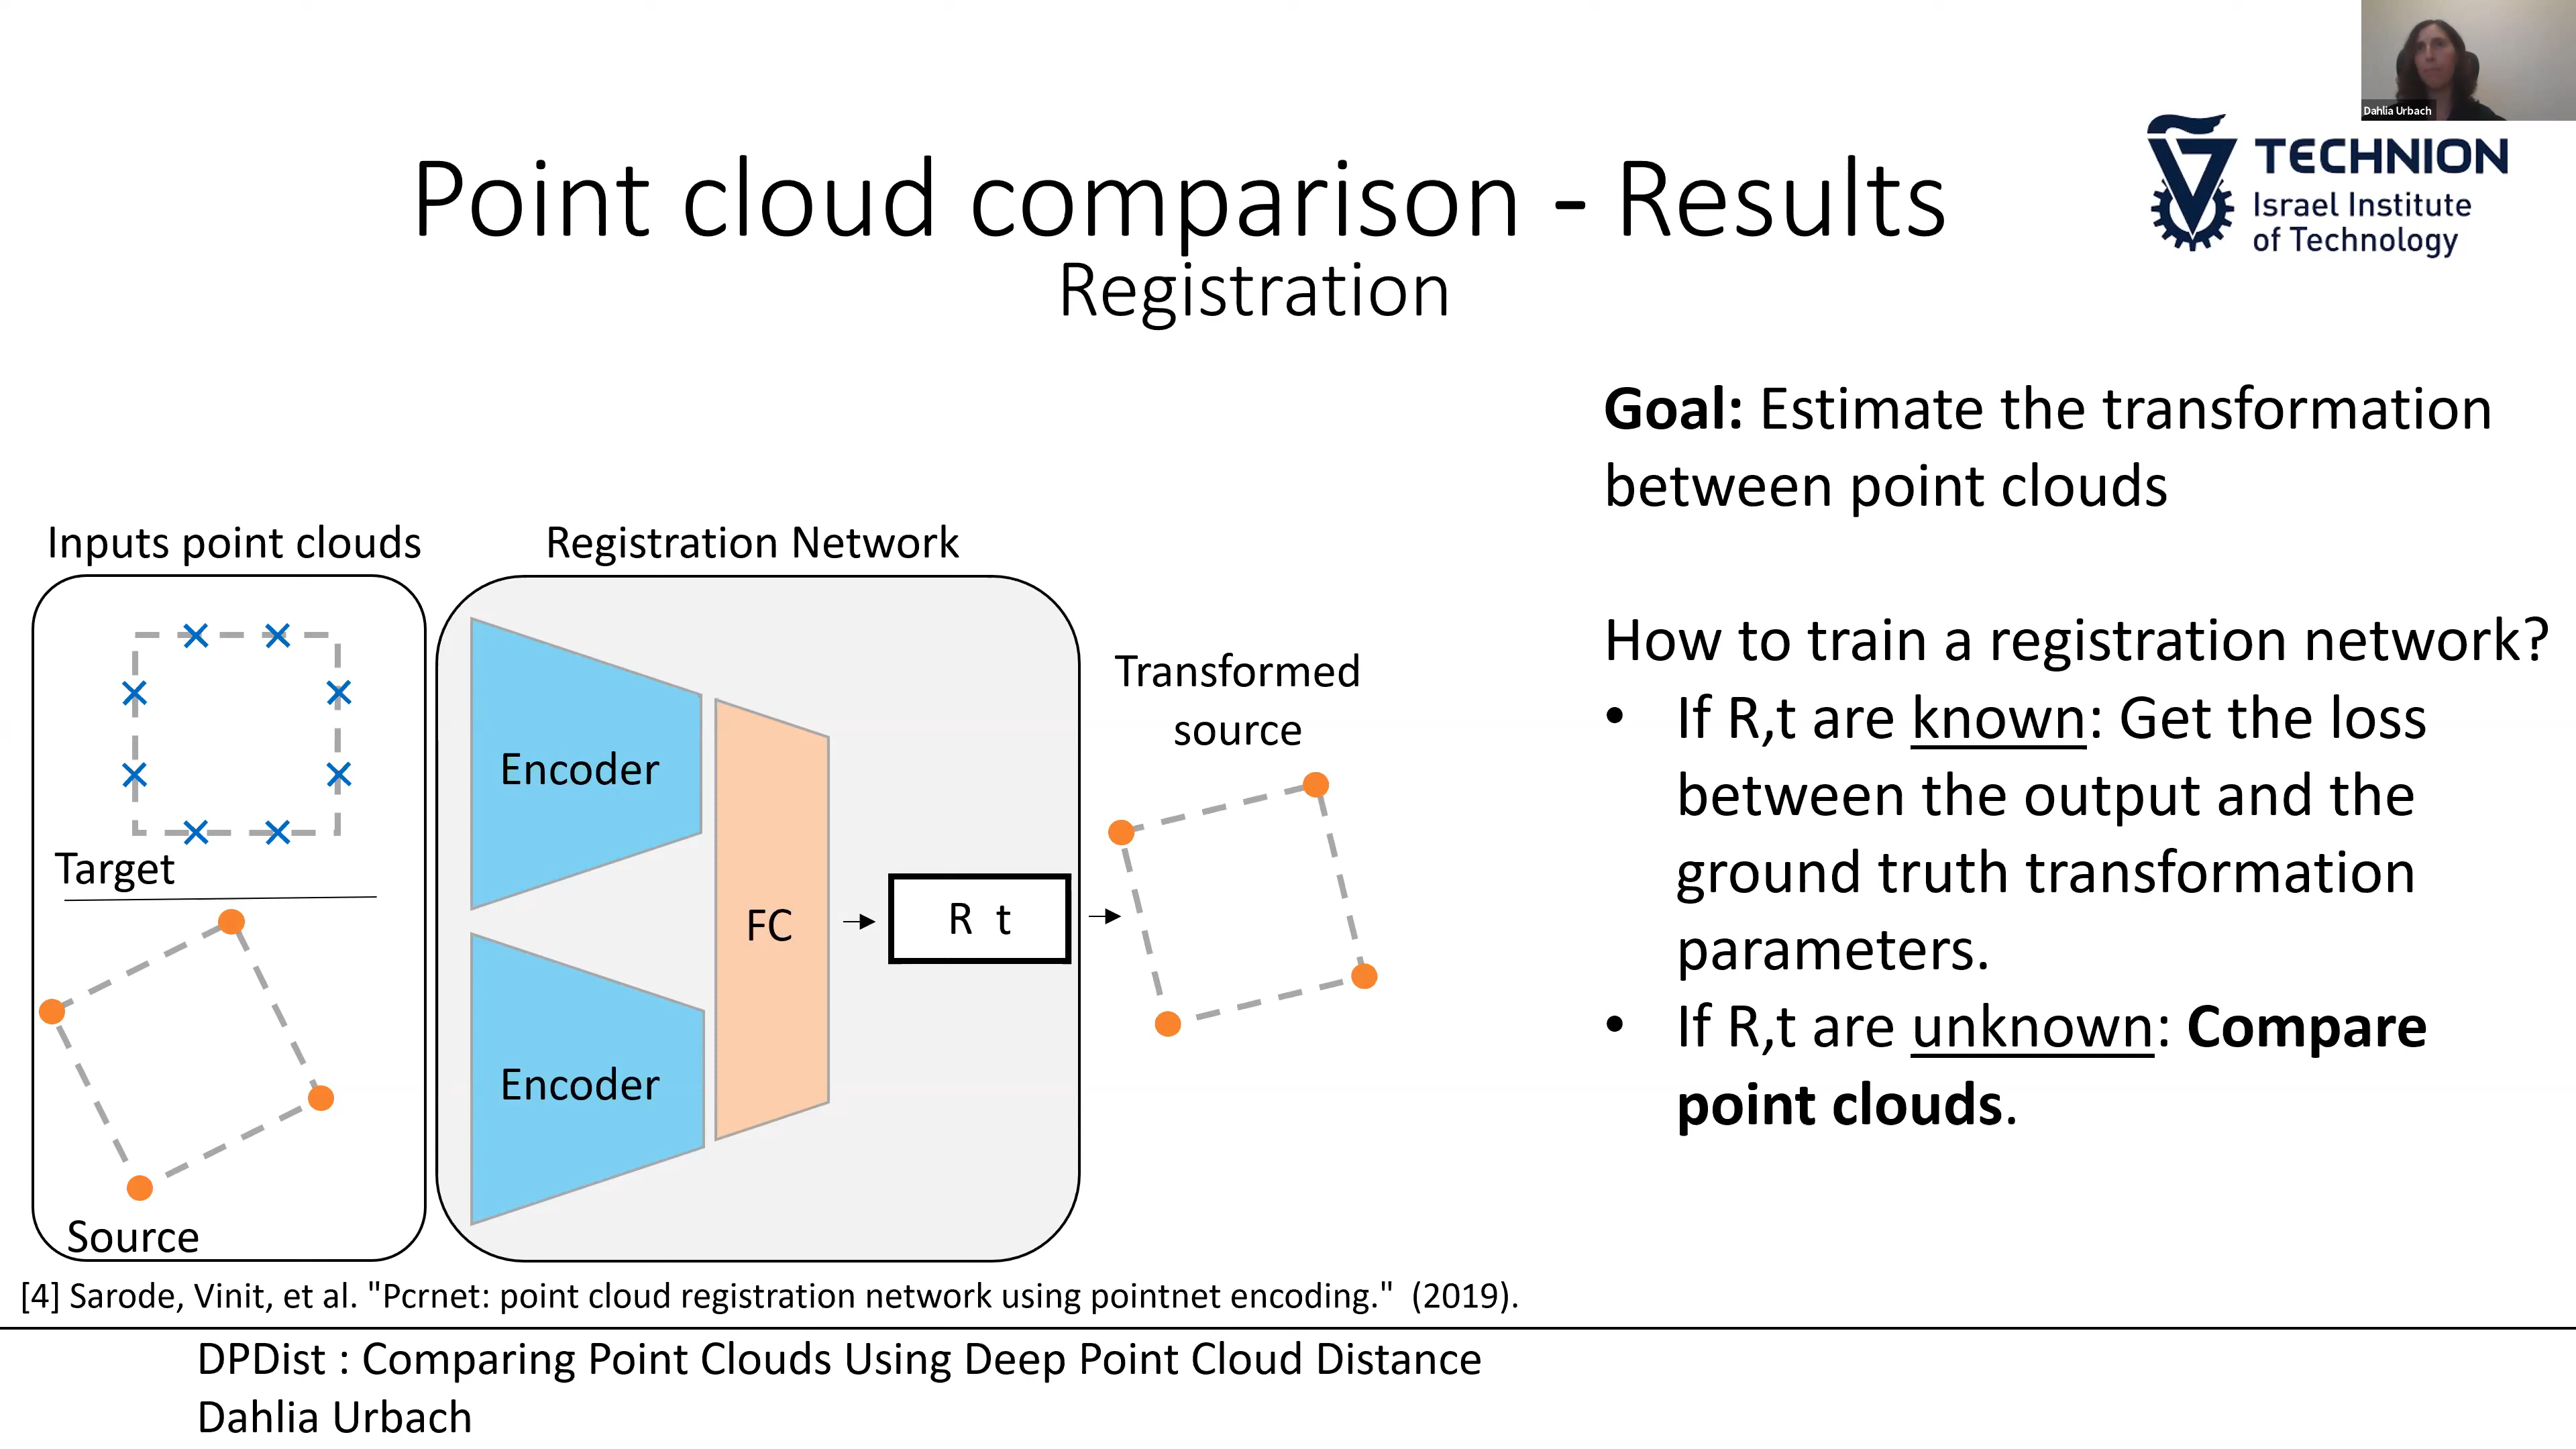 Dahlia Urbach
TECHNION
Israel Institute
of Technology
Point cloud comparison - Results
Registration
Goal: Estimate the transformation
between point clouds
How to train a registration network?
• If R,t are known: Get the loss
between the output and the
ground truth transformation
parameters.
• If R,t are unknown: Compare
point clouds.
Inputs point clouds
Target
Source
Registration Network
Encoder
Encoder
FC
R t
Transformed
source
[4] Sarode, Vinit, et al. "Pcrnet: point cloud registration network using pointnet encoding." (2019).
DPDist : Comparing Point Clouds Using Deep Point Cloud Distance
Dahlia Urbach